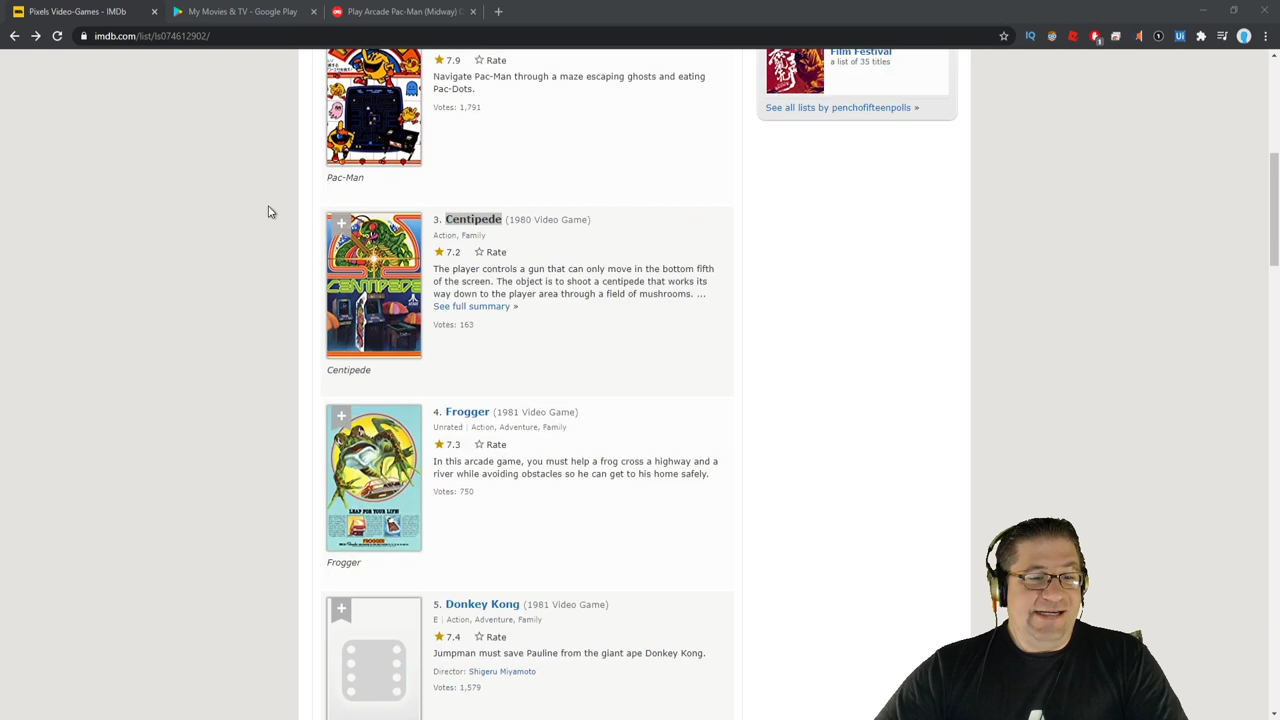 Pixels Video-Games - IMDb
My Movies & TV - Google Play
Play Arcade Pac-Man (Midway) C
imdb.com/list/ls074612902/
7.9 Rate
Navigate Pac-Man through a maze escaping ghosts and eating
Pac-Dots.
Votes: 1,791
Pac-Man
Film Festival
a list of 35 titles
See all lists by penchofifteenpolls »
3. Centipede (1980 Video Game)
Action, Family
7.2 Rate
The player controls a gun that can only move in the bottom fifth
of the screen. The object is to shoot a centipede that works its
way down to the player area through a field of mushrooms. ...
See full summary »
Votes: 163
CENTIPEDE
Centipede
4. Frogger (1981 Video Game)
Unrated | Action, Adventure, Family
7.3 Rate
In this arcade game, you must help a frog cross a highway and a
river while avoiding obstacles so he can get to his home safely.
Votes: 750
LEAP FOR YOUR LIFE!
FROGGER
Frogger
5. Donkey Kong (1981 Video Game)
E | Action, Adventure, Family
7.4 Rate
Jumpman must save Pauline from the giant ape Donkey Kong.
Director: Shigeru Miyamoto
Votes: 1,579